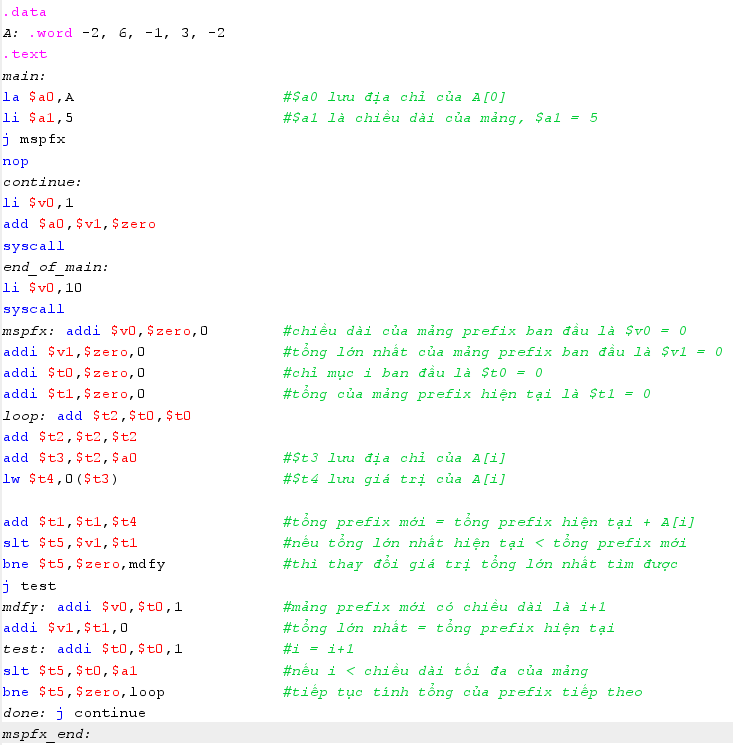 .data
A: .word -2, 6, -1, 3, -2
.text
main:
la $a0,A #$a0 lưu địa chỉ của A[0]
li $a1,5 #$a1 là chiều dài của mảng, $a1 = 5
j mspfx
nop
continue:
li $v0,1
add $a0,$v1,$zero
syscall
end_of_main:
li $v0,10
syscall
mspfx: addi $v0,$zero,0 #chiều dài của mảng prefix ban đầu là $v0 = 0
addi $v1,$zero,0 #tổng lớn nhất của mảng prefix ban đầu là $v1 = 0
addi $t0,$zero,0 #chỉ mục i ban đầu là $t0 = 0
addi $t1,$zero,0 #tổng của mảng prefix hiện tại là $t1 = 0
loop: add $t2,$t0,$t0
add $t2,$t2,$t2
add $t3,$t2,$a0 #$t3 lưu địa chỉ của A[i]
lw $t4,0($t3) #$t4 lưu giá trị của A[i]
add $t1,$t1,$t4 #tổng prefix mới = tổng prefix hiện tại + A[i]
slt $t5,$v1,$t1 #nếu tổng lớn nhất hiện tại < tổng prefix mới
bne $t5,$zero,mdfy #thì thay đổi giá trị tổng lớn nhất tìm được
j test
mdfy: addi $v0,$t0,1 #mảng prefix mới có chiều dài là i+1
addi $v1,$t1,0 #tổng lớn nhất = tổng prefix hiện tại
test: addi $t0,$t0,1 #i = i+1
slt $t5,$t0,$a1 #nếu i < chiều dài tối đa của mảng
bne $t5,$zero,loop #tiếp tục tính tổng của prefix tiếp theo
done: j continue
mspfx_end: